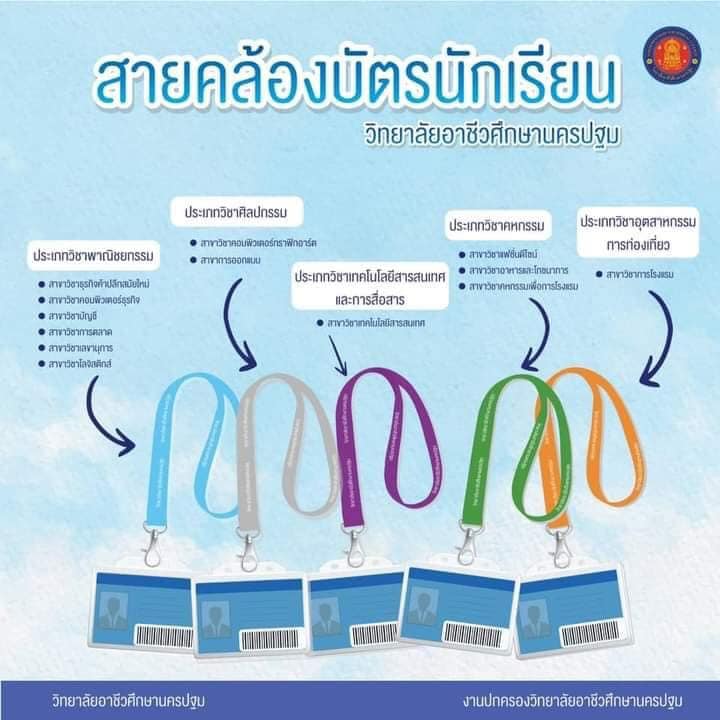 สายคล้องบัตรนักเรียน
วิทยาลัยอาชีวศึกษานครปฐม
ประเภทวิชาพาณิชยกรรม
สาขาวิชาธุรกิจค้าปลีกสมัยใหม่
สาขาวิชาคอมพิวเตอร์ธุรกิจ
สาขาวิชาบัญชี
สาขาวิชาการตลาด
สาขาวิชาเลขานุการ
สาขาวิชาโลจิสติกส์
ประเภทวิชาศิลปกรรม
สาขาวิชาคอมพิวเตอร์กราฟิกอาร์ต
สาขาการออกแบบ
ประเภทวิชาเทคโนโลยีสารสนเทศ
และการสื่อสาร
สาขาวิชาเทคโนโลยีสารสนเทศ
ประเภทวิชาคหกรรม
สาขาวิชาแฟชั่นดีไซน์
สาขาวิชาอาหารและโภชนาการ
สาขาวิชาคหกรรมเพื่อการโรงแรม
ประเภทวิชาอุตสาหกรรม
การท่องเที่ยว
สาขาวิชาการโรงแรม
วิทยาลัยอาชีวศึกษานครปฐม
งานปกครองวิทยาลัยอาชีวศึกษานครปฐม